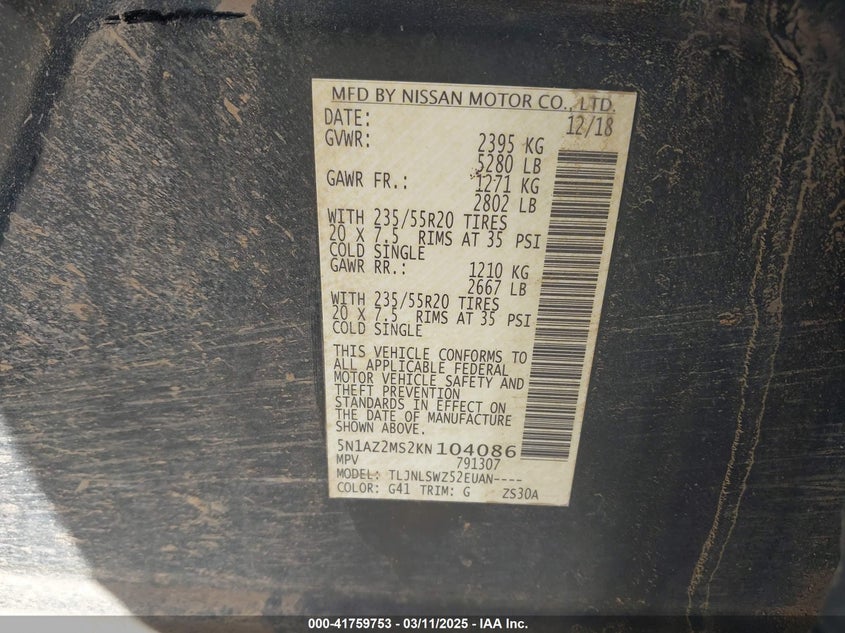 MFD BY NISSAN MOTOR CO., LTD.
DATE: 12/18
GVWR: 2395 KG
5280 LB
GAWR FR.: 1271 KG
2802 LB
WITH 235/55R20 TIRES
20 X 7.5 RIMS AT 35 PSI
COLD SINGLE
GAWR RR.: 1210 KG
2667 LB
WITH 235/55R20 TIRES
20 X 7.5 RIMS AT 35 PSI
COLD SINGLE
THIS VEHICLE CONFORMS TO
ALL APPLICABLE FEDERAL
MOTOR VEHICLE SAFETY AND
THEFT PREVENTION
STANDARDS IN EFFECT ON
THE DATE OF MANUFACTURE
SHOWN ABOVE.
5N1AZ2MS2KN104086
MPV 791307
MODEL: TLJNLSWZ52EUAN----
COLOR: G41 TRIM: G ZS30A
000-41759753 - 03/11/2025 - IAA Inc.